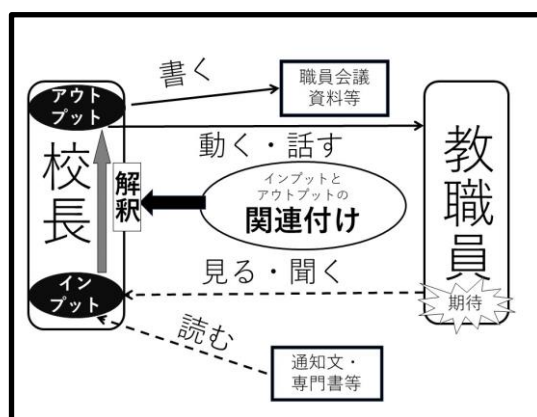 書く
職員会議
資料等
アウト
プット
動く・話す
校長
解釈
インプットと
アウトプットの
関連付け
教職員
期待
見る・聞く
イン
プット
読む
通知文・
専門書等